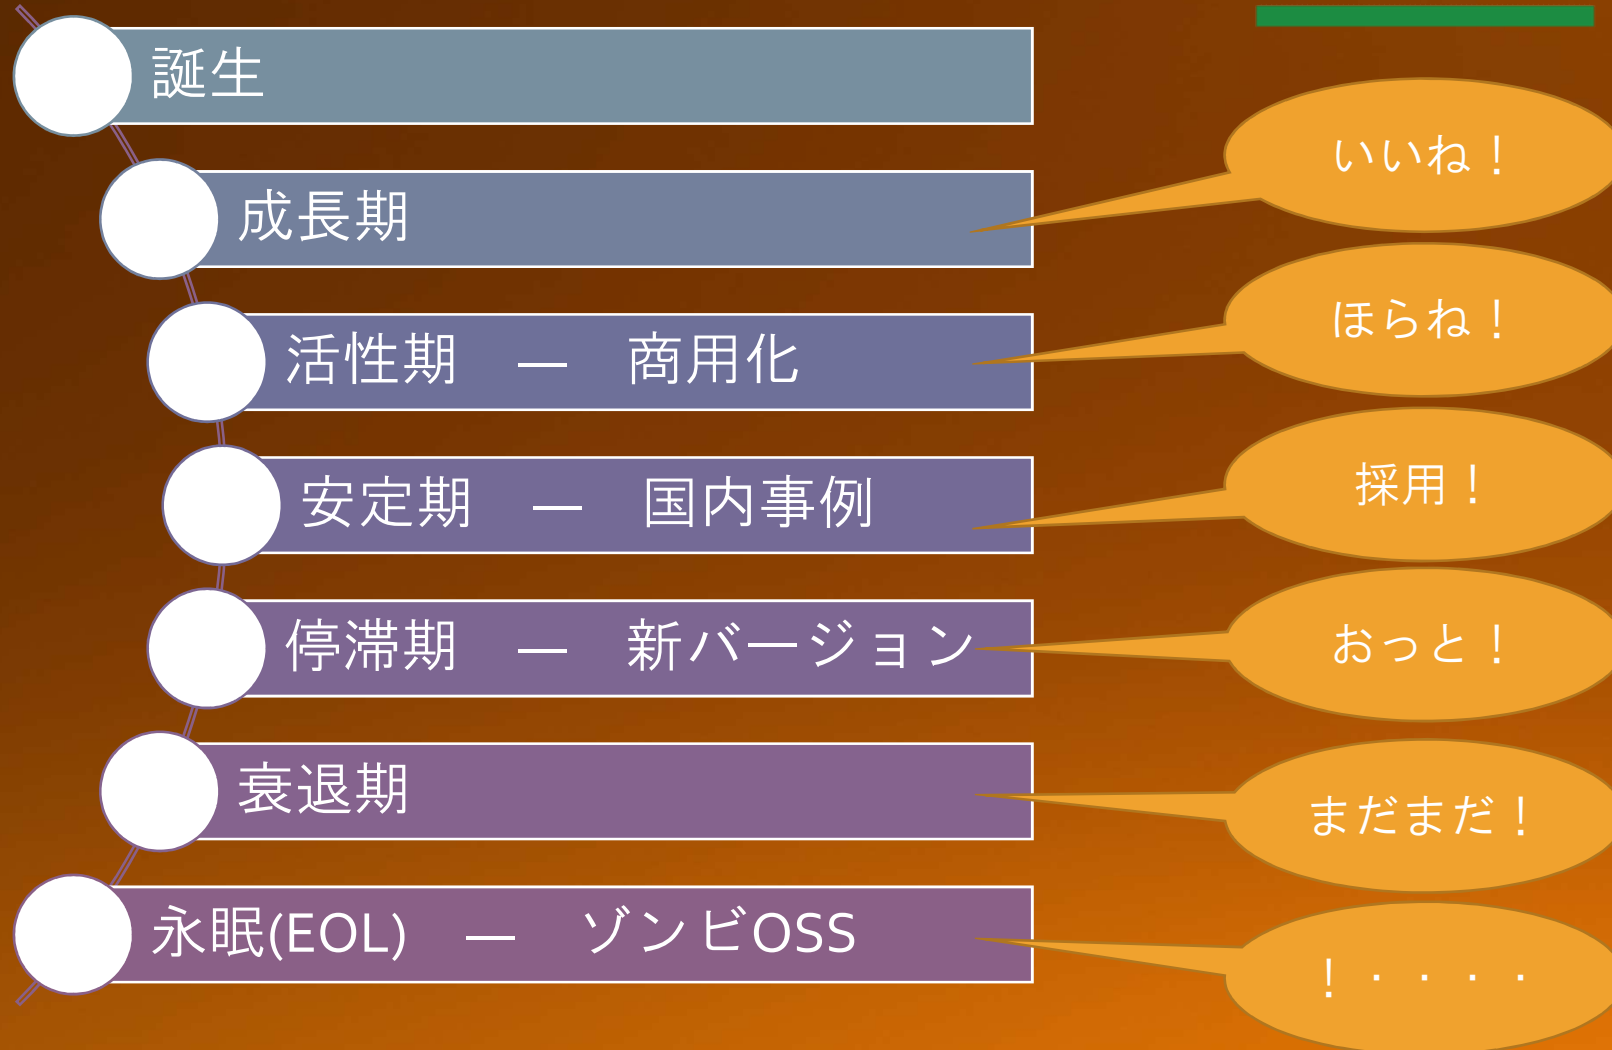 誕生
成長期
いいね！
活性期　―　商用化
ほらね！
安定期　―　国内事例
採用！
停滞期　―　新バージョン
おっと！
衰退期
まだまだ！
永眠(EOL)　―　ゾンビOSS
！・・・・